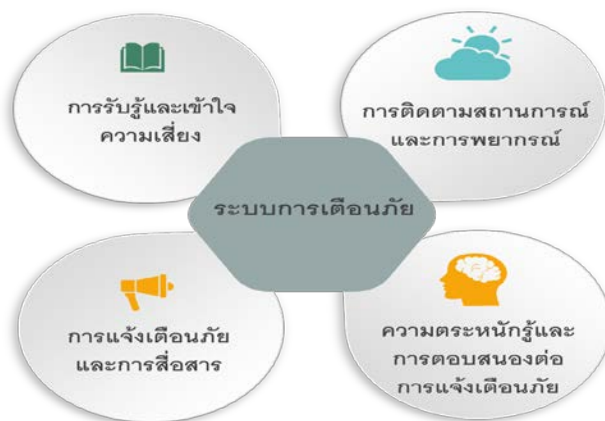 การรับรู้และเข้าใจ
ความเสี่ยง
การติดตามสถานการณ์
และการพยากรณ์
ระบบการเตือนภัย
การแจ้งเตือนภัย
และการสื่อสาร
ความตระหนักรู้และ
การตอบสนองต่อ
การแจ้งเตือนภัย